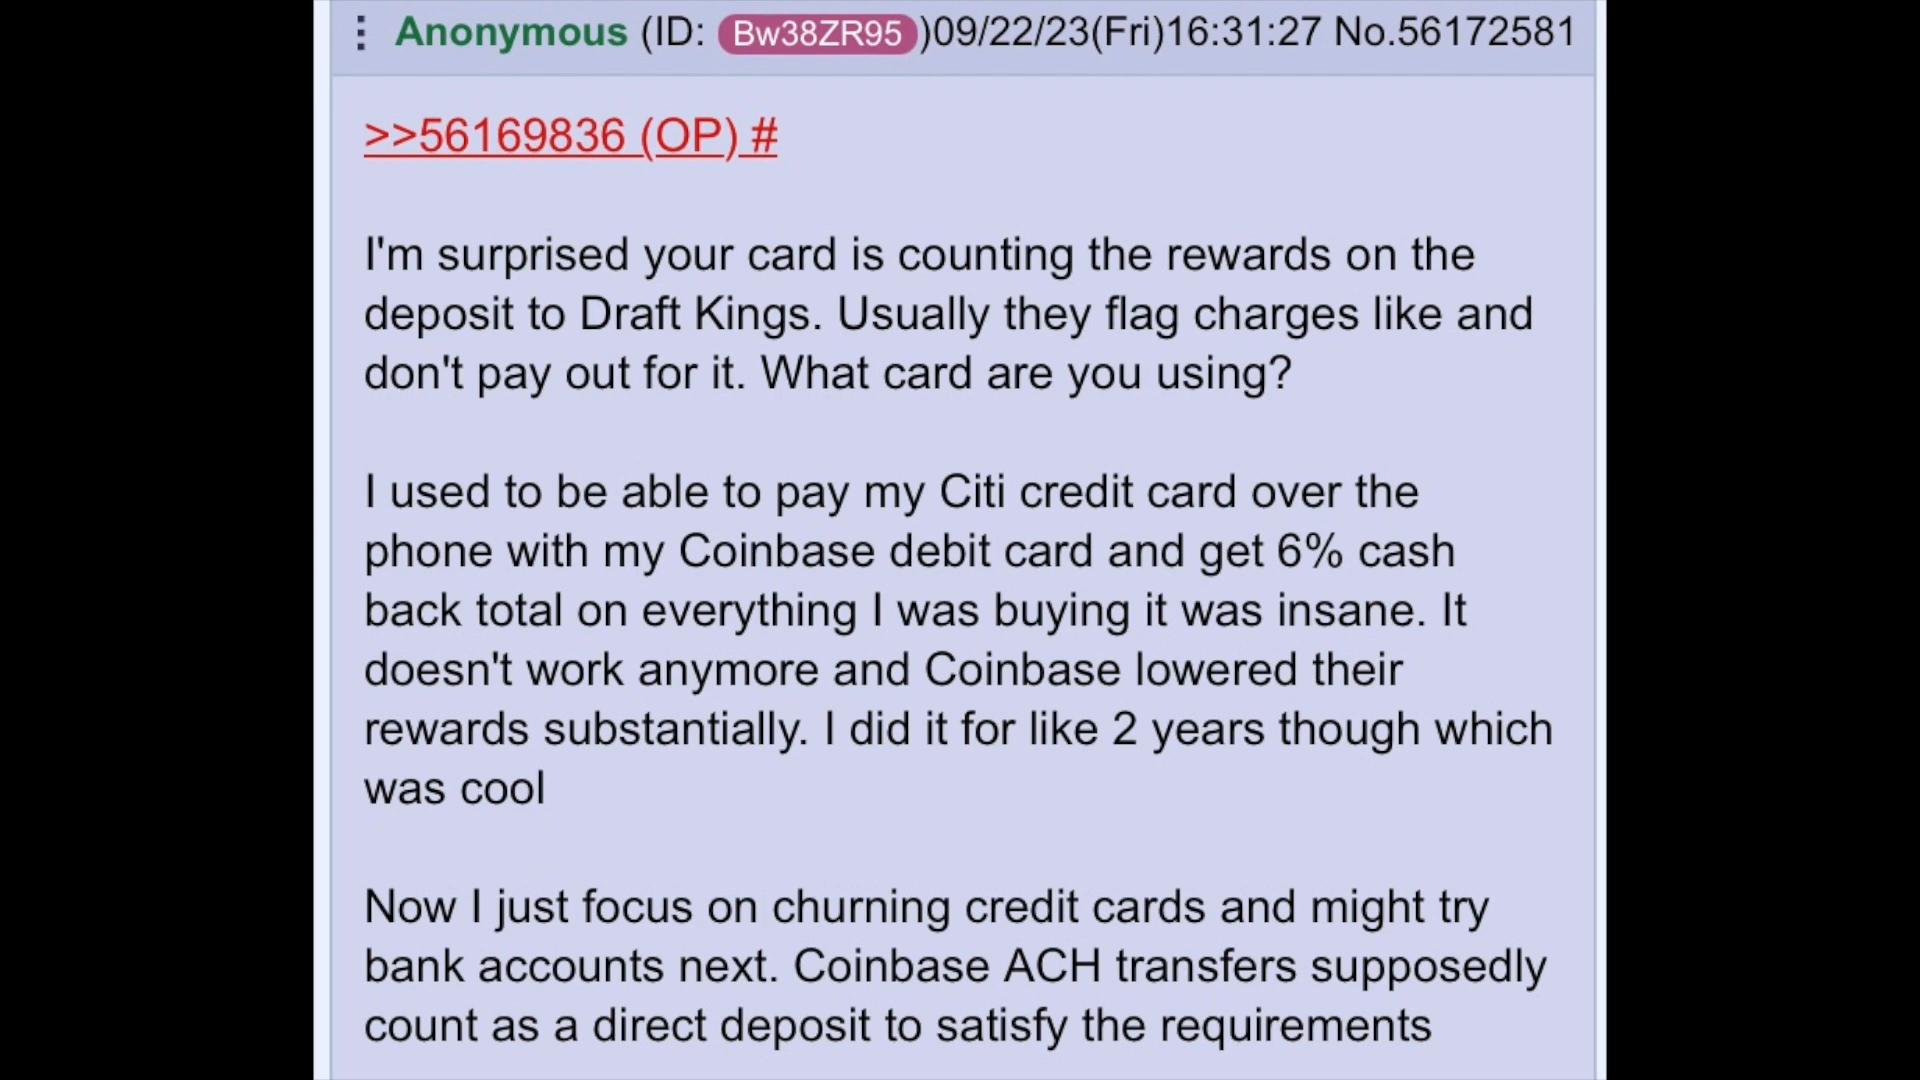 Anonymous (ID: Bw38ZR95)09/22/23(Fri)16:31:27 No.56172581
>>56169836 (OP) #
I'm surprised your card is counting the rewards on the
deposit to Draft Kings. Usually they flag charges like and
don't pay out for it. What card are you using?
I used to be able to pay my Citi credit card over the
phone with my Coinbase debit card and get 6% cash
back total on everything I was buying it was insane. It
doesn't work anymore and Coinbase lowered their
rewards substantially. I did it for like 2 years though which
was cool
Now I just focus on churning credit cards and might try
bank accounts next. Coinbase ACH transfers supposedly
count as a direct deposit to satisfy the requirements